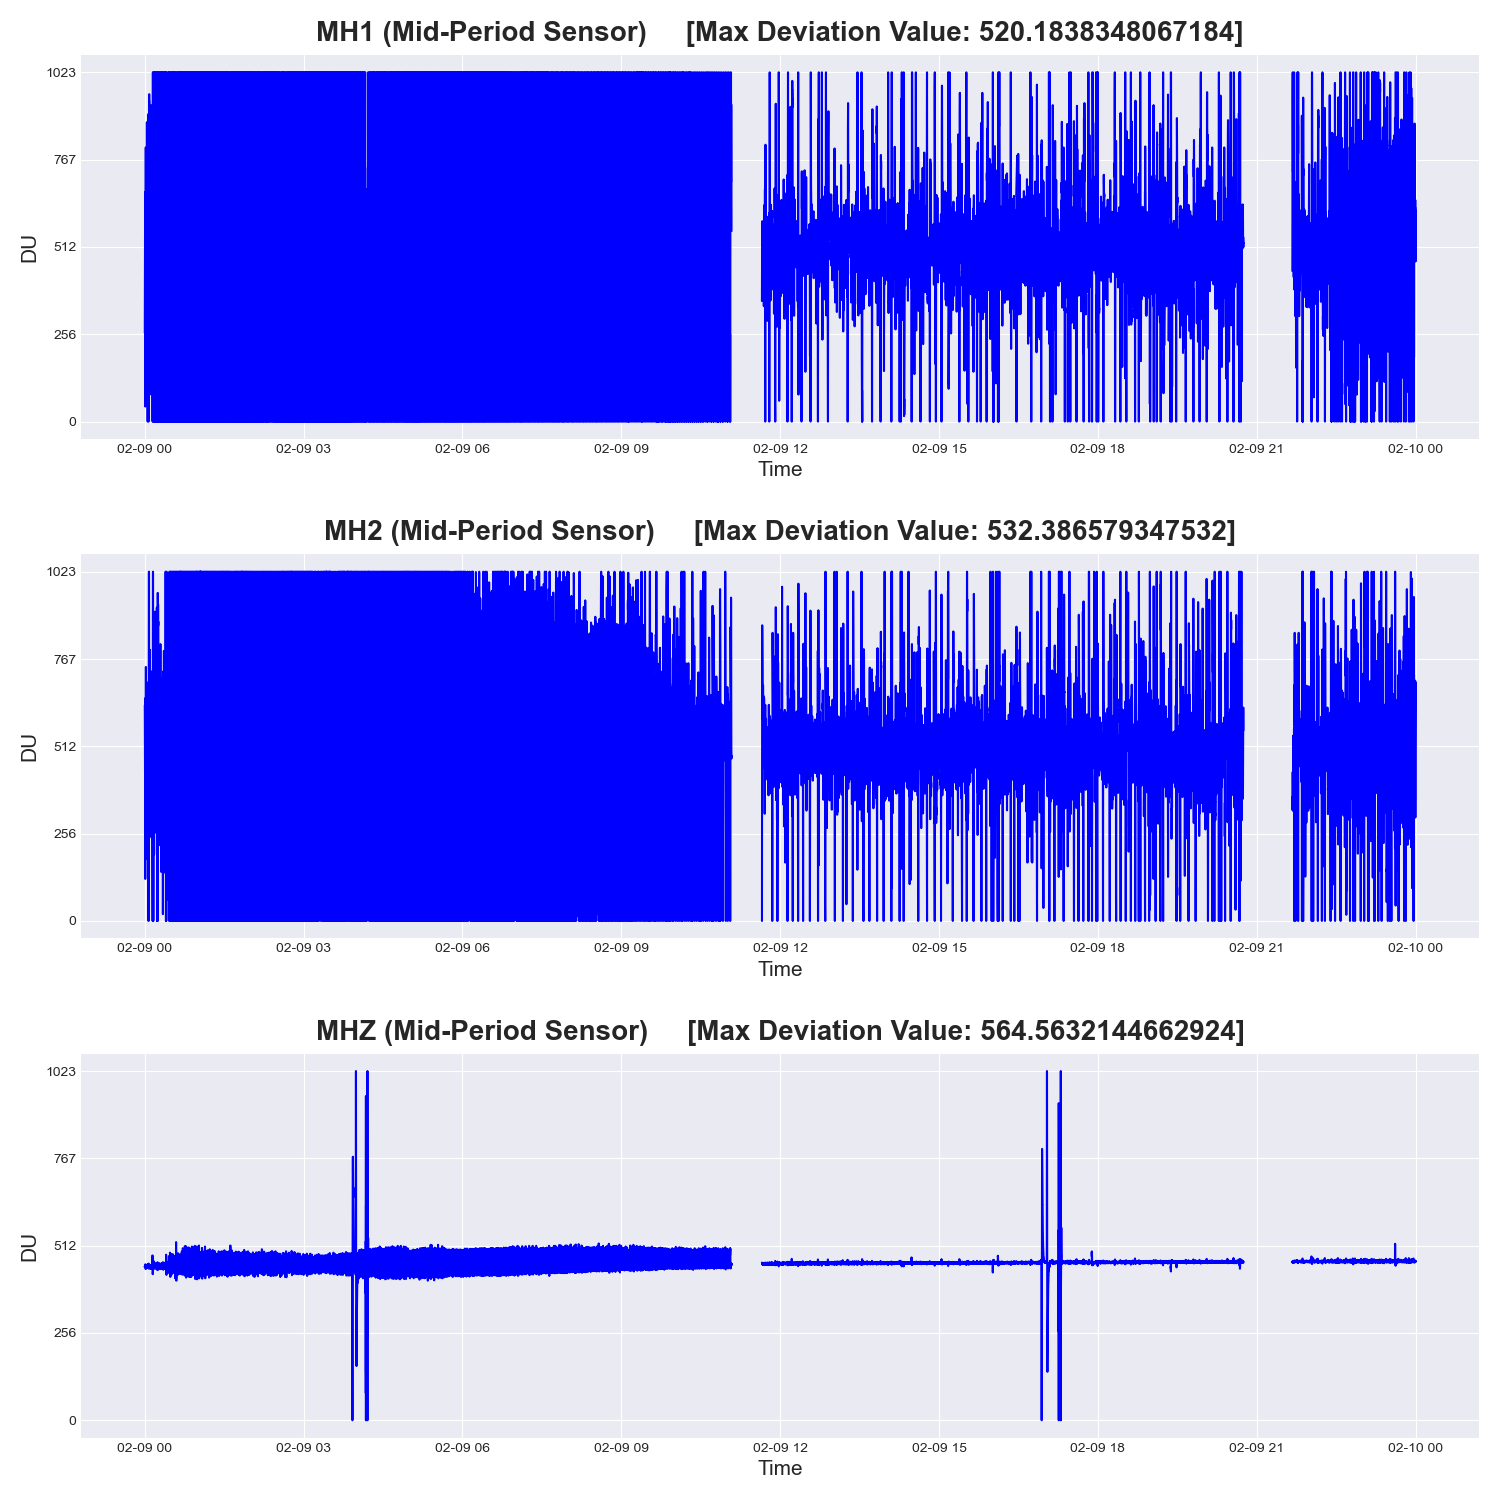 MH1 (Mid-Period Sensor) [Max Deviation Value: 520.1838348067184]
1023
767
512
256
0
DU
02-09 00 02-09 03 02-09 06 02-09 09 02-09 12 02-09 15 02-09 18 02-09 21 02-10 00
Time
MH2 (Mid-Period Sensor) [Max Deviation Value: 532.386579347532]
1023
767
512
256
0
DU
02-09 00 02-09 03 02-09 06 02-09 09 02-09 12 02-09 15 02-09 18 02-09 21 02-10 00
Time
MHZ (Mid-Period Sensor) [Max Deviation Value: 564.5632144662924]
1023
767
512
256
0
DU
02-09 00 02-09 03 02-09 06 02-09 09 02-09 12 02-09 15 02-09 18 02-09 21 02-10 00
Time